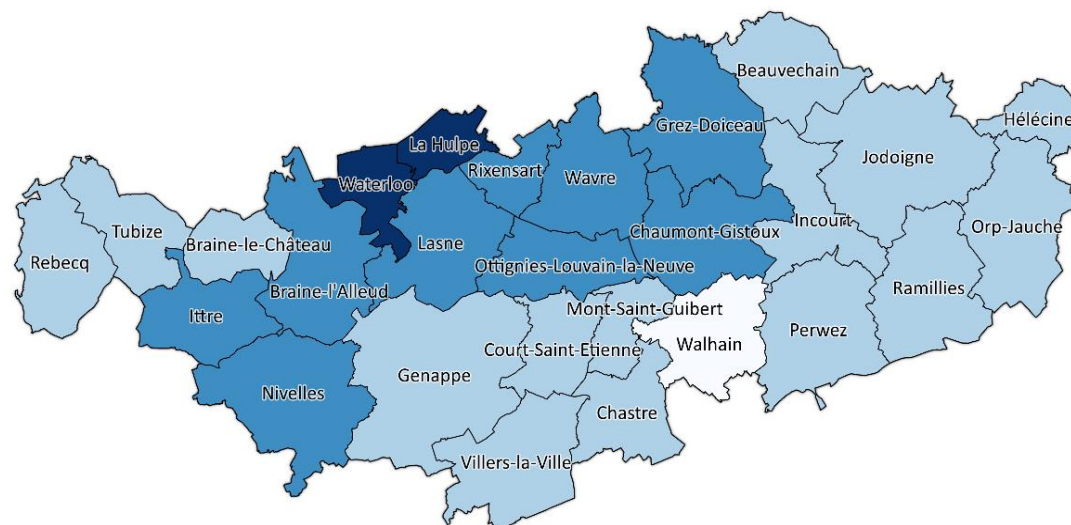 Beauvechain
Hélécine
Grez-Doiceau
La Hulpe
Jodoigne
Rixensart
Wavre
Waterloo
Incourt
Orp-Jauche
Tubize
Braine-le-Château
Chaumont-Gistoux
Lasne
Rebecq
Ottignies-Louvain-la-Neuve
Braine-l'Alleud
Ramillies
Ittre
Mont-Saint-Guibert
Perwez
Walhain
Court-Saint-Etienne
Genappe
Nivelles
Chastre
Villers-la-Ville